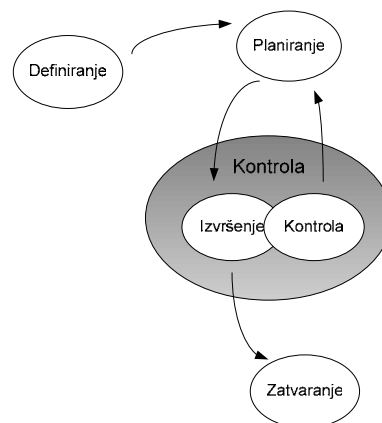 Planiranje
Definiranje
Kontrola
Izvršenje
Kontrola
Zatvaranje